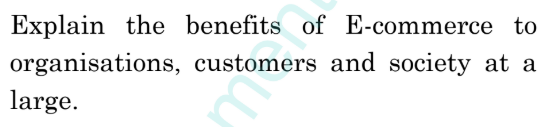 Explain the benefits of E-commerce to
organisations, customers and society at a
large.